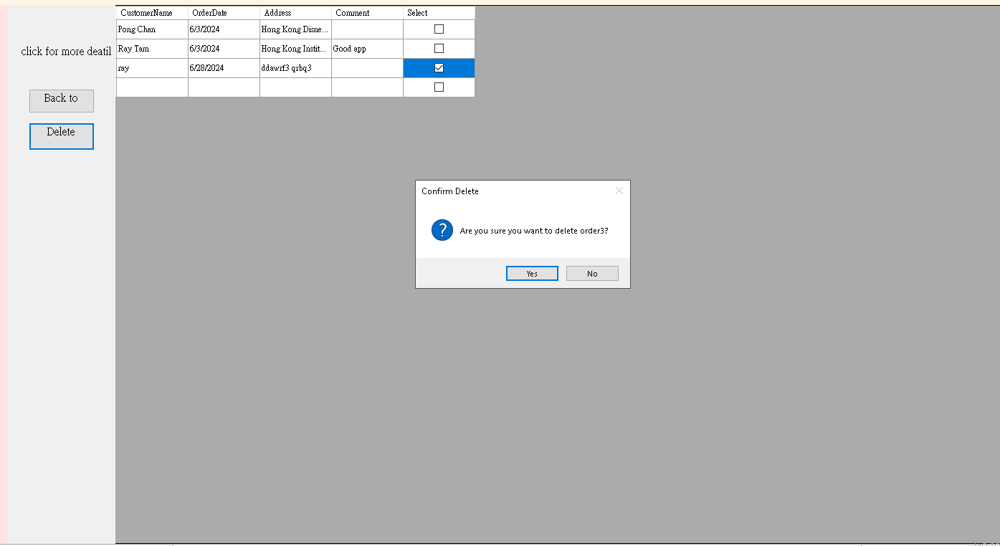 CustomerName OrderDate Address Comment Select
Pong Chan 6/3/2024 Hong Kong Disne...
click for more deatil
Ray Tam 6/3/2024 Hong Kong Instit... Good app
ray 6/28/2024 ddawrf3 qrbq3
Back to
Delete
Confirm Delete
Are you sure you want to delete order3?
Yes No